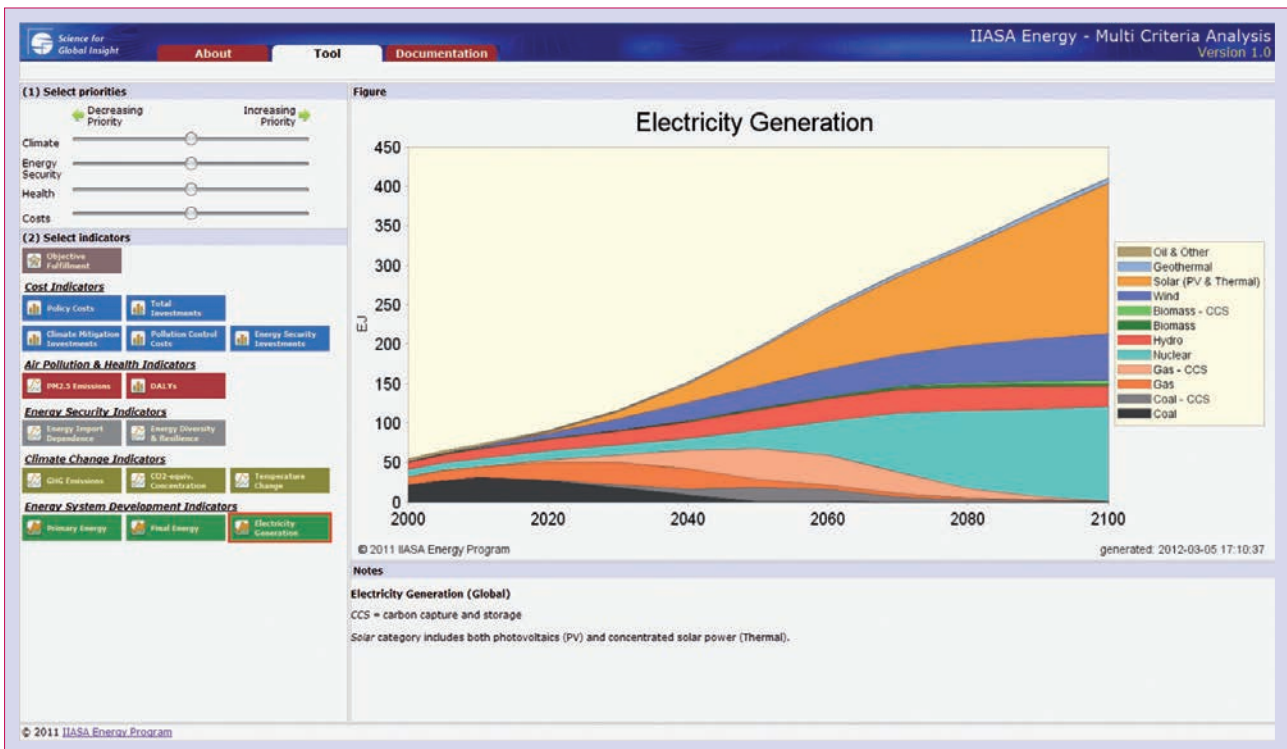 Science for
Global Insight
About
Tool
Documentation
IIASA Energy - Multi Criteria Analysis
Version 1.0
(1) Select priorities
Decreasing
Priority
Increasing
Priority
Climate
Energy
Security
Health
Costs
(2) Select indicators
Objective
Fulfillment
Cost Indicators
Policy Costs
Total
Investments
Climate Mitigation
Investments
Pollution Control
Costs
Energy Security
Investments
Air Pollution & Health Indicators
PM2.5 Emissions
DALYs
Energy Security Indicators
Energy Import
Dependence
Energy Diversity
& Resilience
Climate Change Indicators
GHG Emissions
CO2-equiv.
Concentration
Temperature
Change
Energy System Development Indicators
Primary Energy
Final Energy
Electricity
Generation
Figure
Electricity Generation
450
400
350
300
250
200
150
100
50
0
EJ
2000 2020 2040 2060 2080 2100
Oil & Other
Geothermal
Solar (PV & Thermal)
Wind
Biomass - CCS
Biomass
Hydro
Nuclear
Gas - CCS
Gas
Coal - CCS
Coal
© 2011 IIASA Energy Program
generated: 2012-03-05 17:10:37
Notes
Electricity Generation (Global)
CCS = carbon capture and storage
Solar category includes both photovoltaics (PV) and concentrated solar power (Thermal).
© 2011 IIASA Energy Program